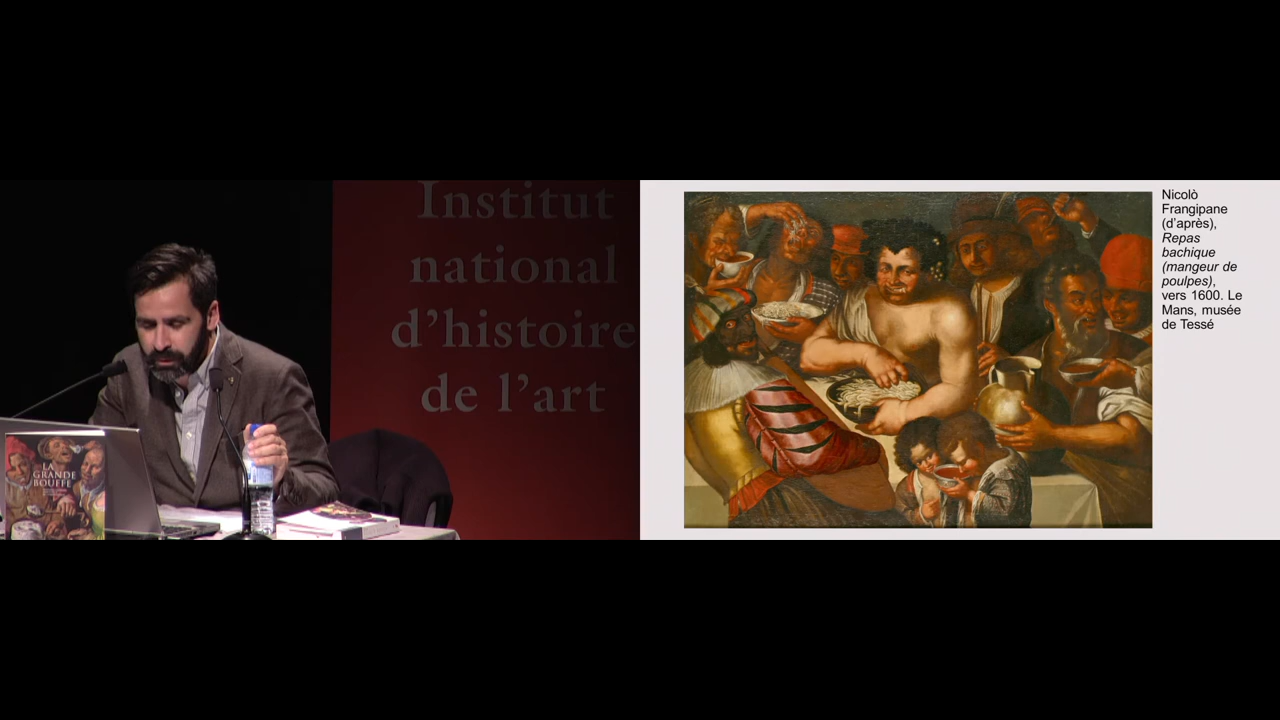 Institut
national
d'histoire
de l'art
LA
GRANDE
BOUFFE
Nicolò
Frangipane
(d'après),
Repas
bachique
(mangeur de
poulpes),
vers 1600. Le
Mans, musée
de Tessé